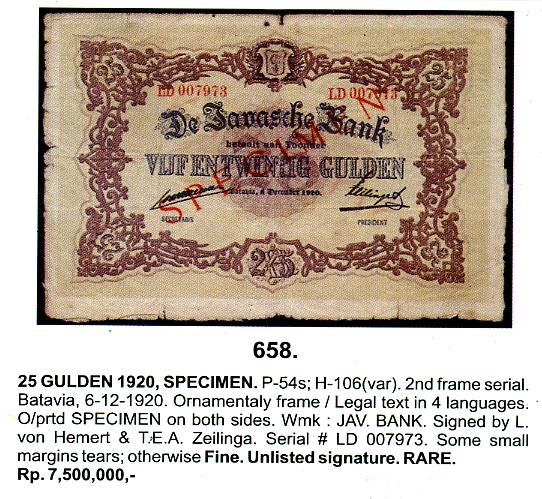 LD 007973 LD 007973
De Javasche Bank
betaalt aan Toonder
VIJF EN TWINTIG GULDEN
Batavia, 6 December 1920.
SPECIMEN
SECRETARIS PRESIDENT
25
658.
25 GULDEN 1920, SPECIMEN. P-54s; H-106(var). 2nd frame serial.
Batavia, 6-12-1920. Ornamentaly frame / Legal text in 4 languages.
O/prtd SPECIMEN on both sides. Wmk : JAV. BANK. Signed by L.
von Hemert & T.E.A. Zeilinga. Serial # LD 007973. Some small
margins tears; otherwise Fine. Unlisted signature. RARE.
Rp. 7,500,000,-